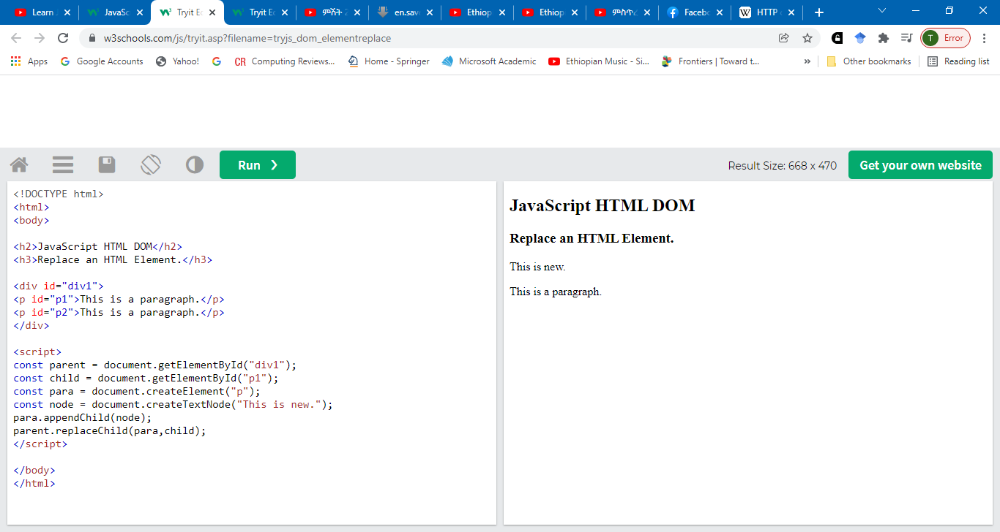 Learn JavaSc Tryit Ec Tryit Ec ምሽት en.sav Ethiop Ethiop ምስጥ Facebo HTTP
w3schools.com/js/tryit.asp?filename=tryjs_dom_elementreplace T Error
Apps Google Accounts Yahoo! CR Computing Reviews... Home - Springer Microsoft Academic Ethiopian Music - Si... Frontiers | Toward t... » Other bookmarks Reading list
Run ❯ Result Size: 668 x 470 Get your own website
<!DOCTYPE html>
<html>
<body>
<h2>JavaScript HTML DOM</h2>
<h3>Replace an HTML Element.</h3>
<div id="div1">
<p id="p1">This is a paragraph.</p>
<p id="p2">This is a paragraph.</p>
</div>
<script>
const parent = document.getElementById("div1");
const child = document.getElementById("p1");
const para = document.createElement("p");
const node = document.createTextNode("This is new.");
para.appendChild(node);
parent.replaceChild(para,child);
</script>
</body>
</html>
JavaScript HTML DOM
Replace an HTML Element.
This is new.
This is a paragraph.